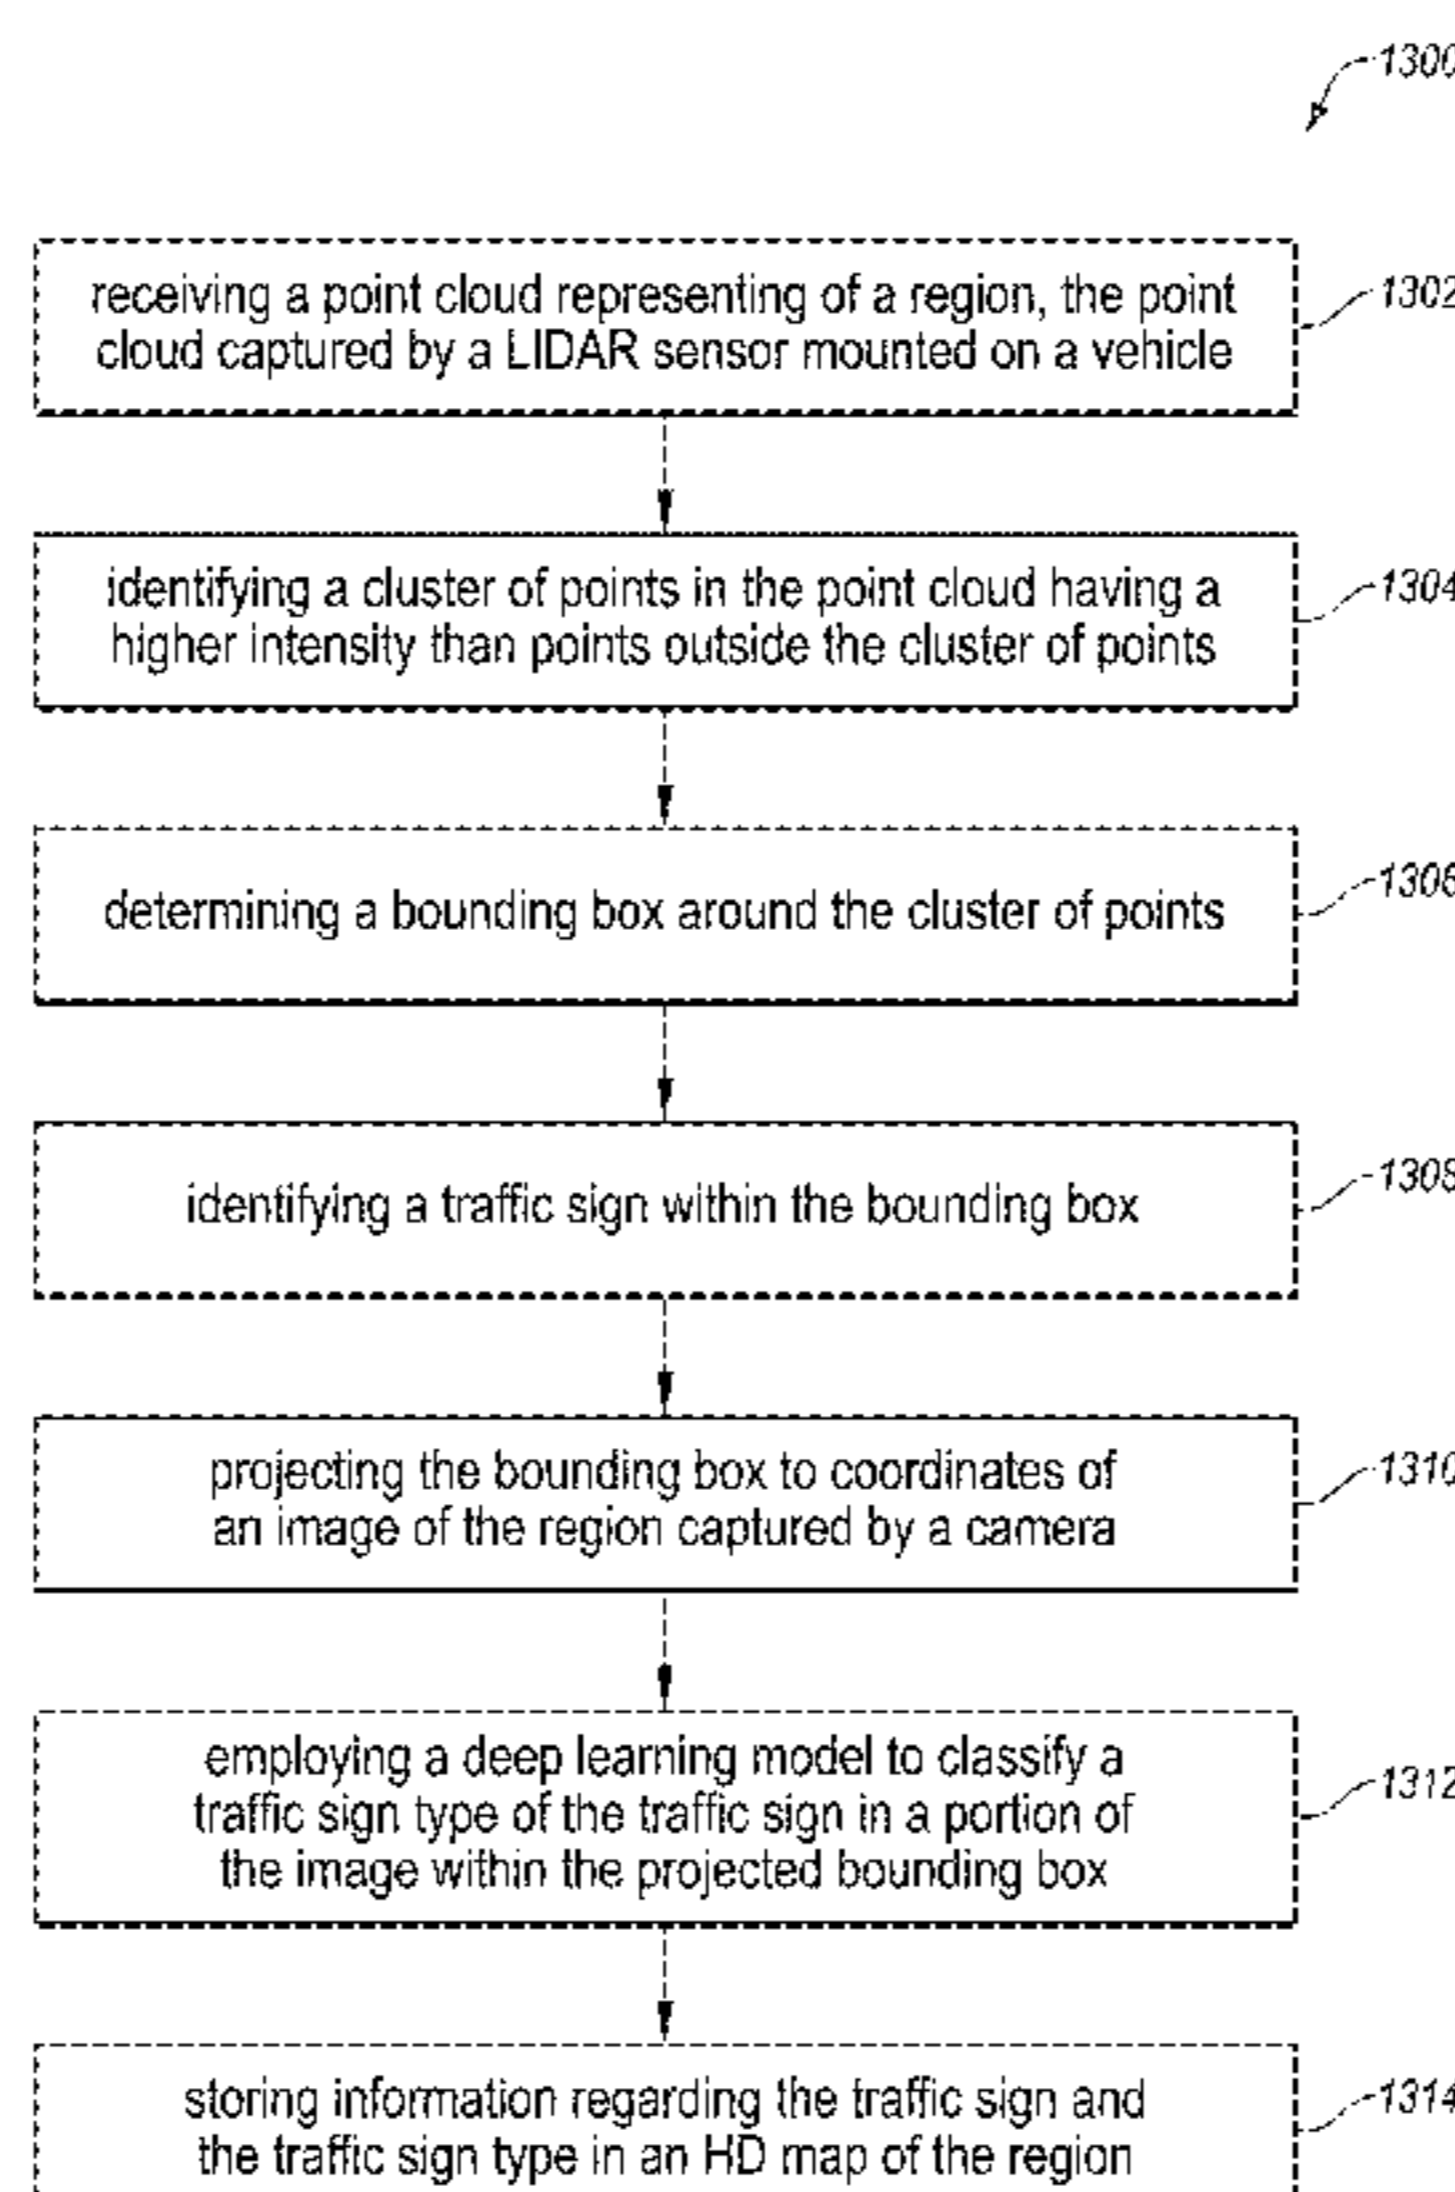 1300
receiving a point cloud representing of a region, the point
cloud captured by a LIDAR sensor mounted on a vehicle
1302
identifying a cluster of points in the point cloud having a
higher intensity than points outside the cluster of points
1304
determining a bounding box around the cluster of points
1306
identifying a traffic sign within the bounding box
1308
projecting the bounding box to coordinates of
an image of the region captured by a camera
1310
employing a deep learning model to classify a
traffic sign type of the traffic sign in a portion of
the image within the projected bounding box
1312
storing information regarding the traffic sign and
the traffic sign type in an HD map of the region
1314